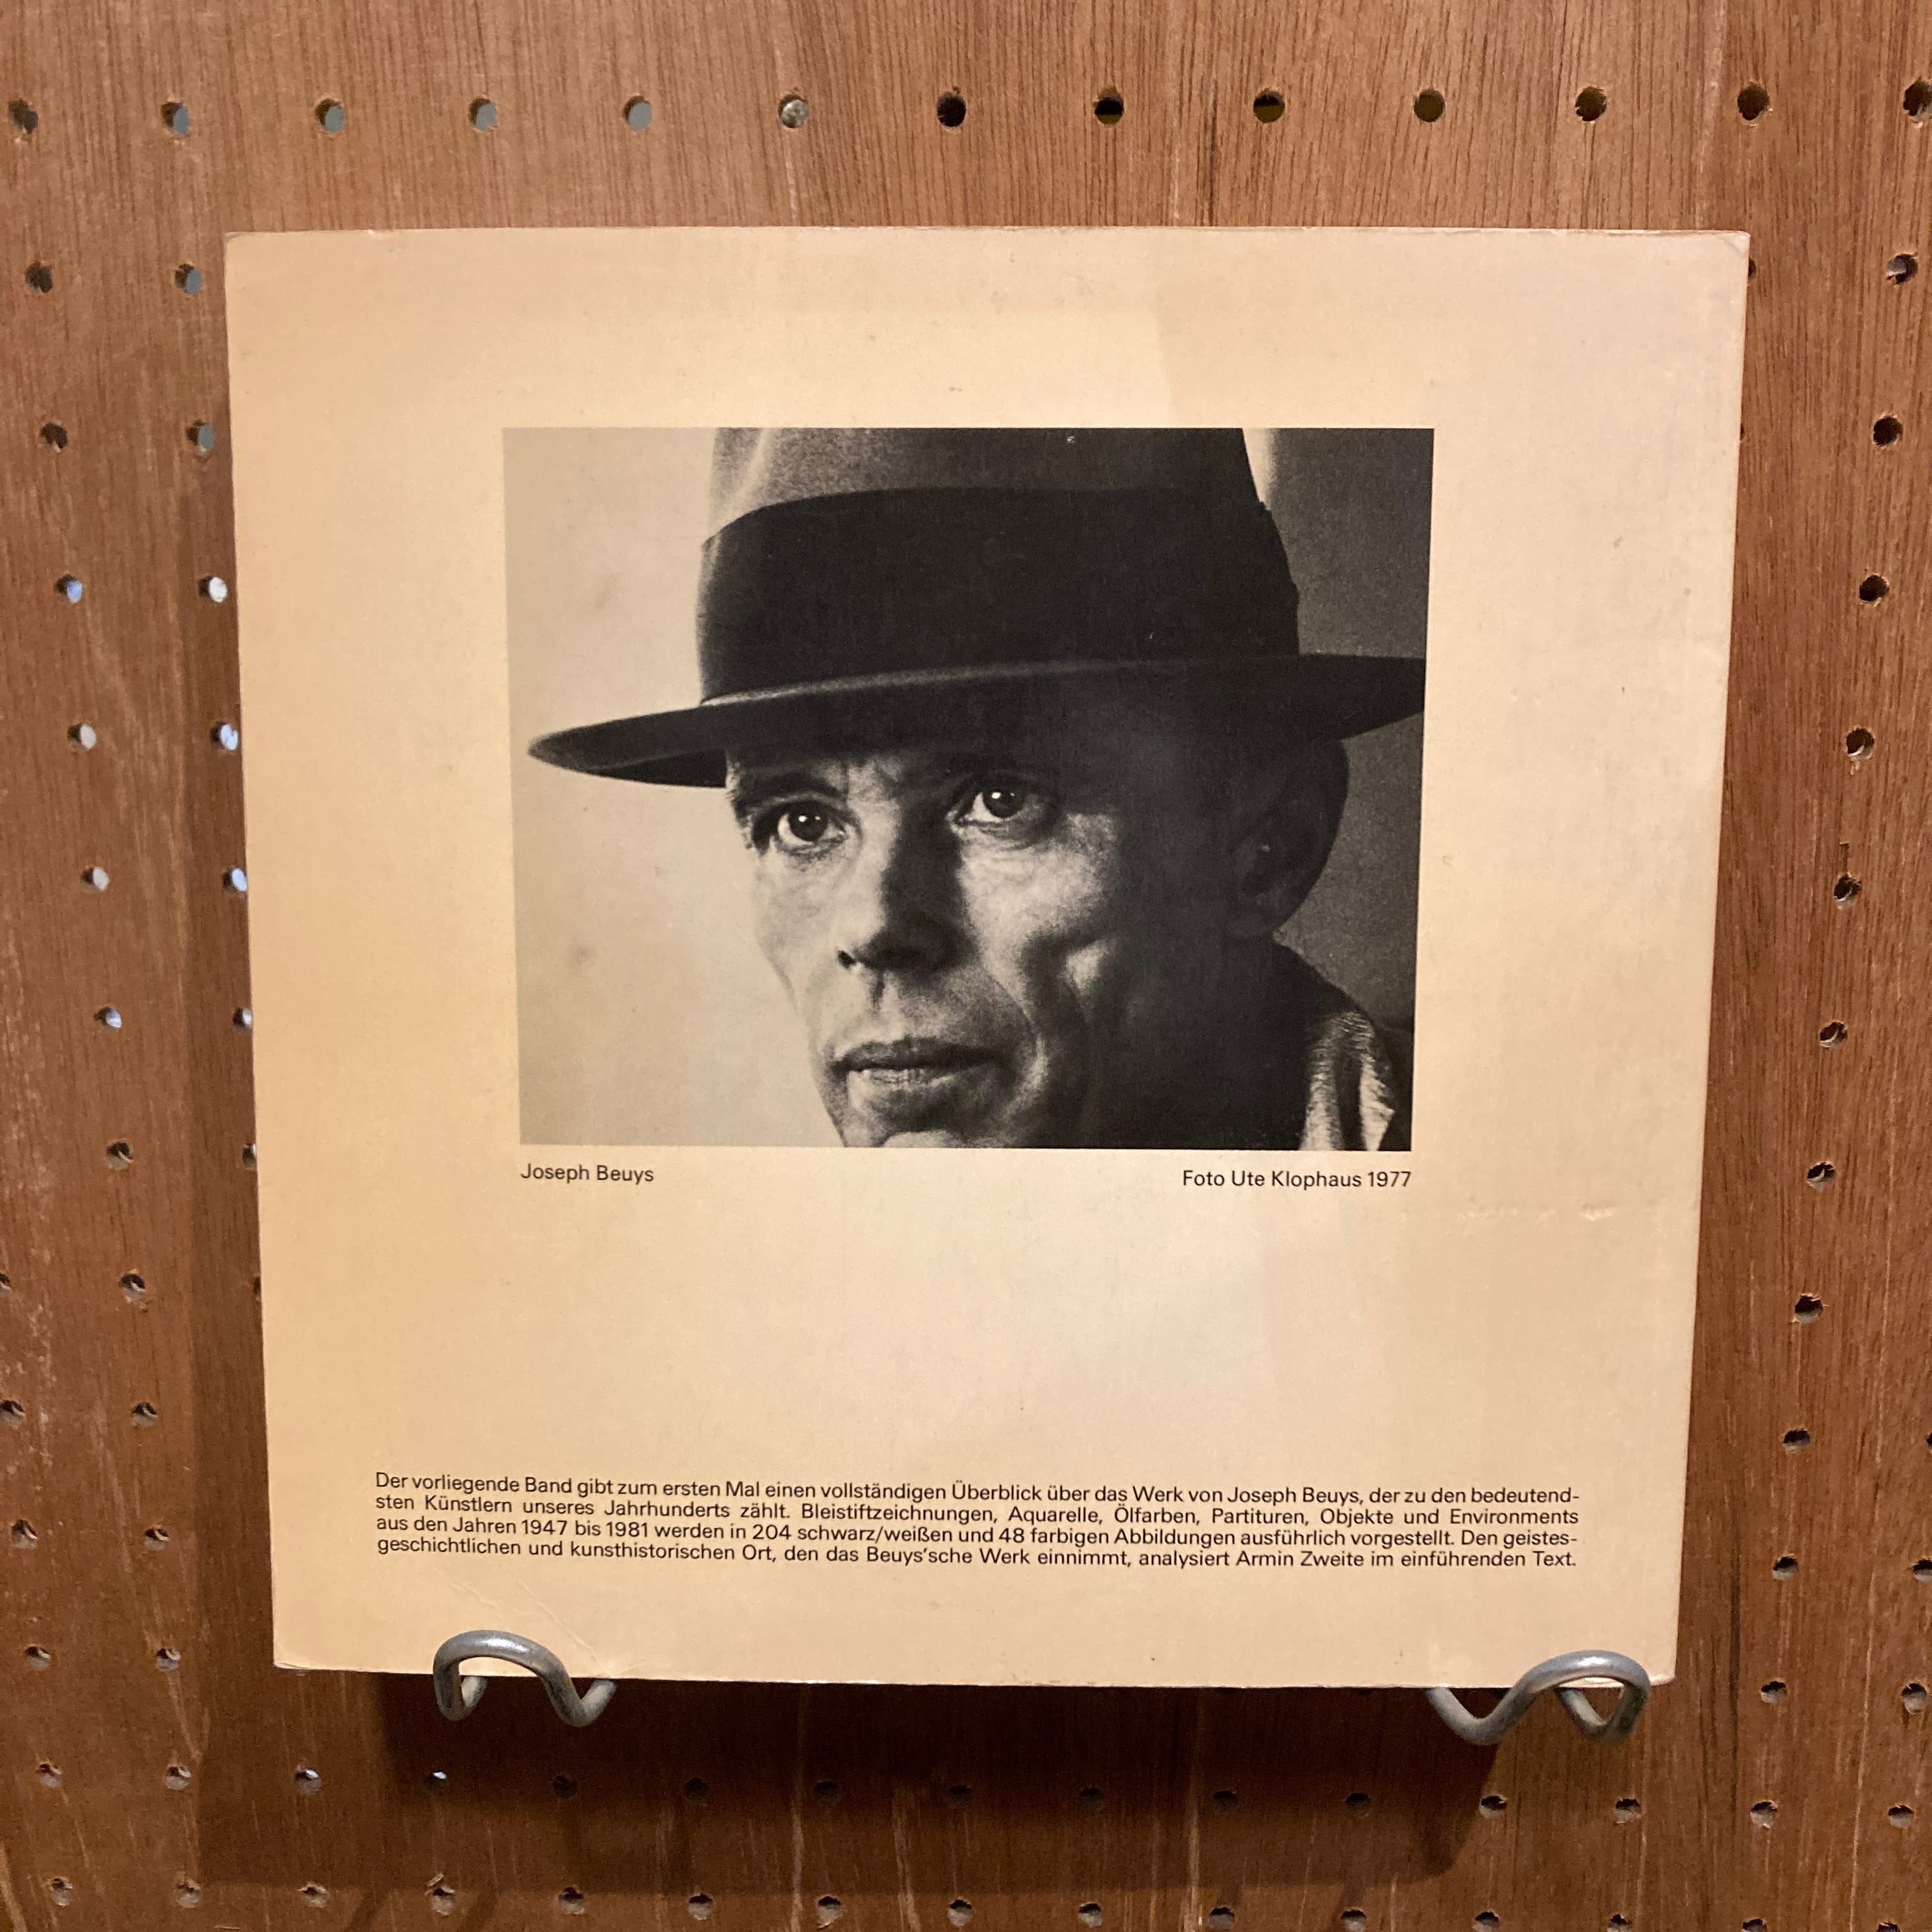 Joseph Beuys
Foto Ute Klophaus 1977
Der vorliegende Band gibt zum ersten Mal einen vollständigen Überblick über das Werk von Joseph Beuys, der zu den bedeutend-
sten Künstlern unseres Jahrhunderts zählt. Bleistiftzeichnungen, Aquarelle, Ölfarben, Partituren, Objekte und Environments
aus den Jahren 1947 bis 1981 werden in 204 schwarz/weißen und 48 farbigen Abbildungen ausführlich vorgestellt. Den geistes-
geschichtlichen und kunsthistorischen Ort, den das Beuys'sche Werk einnimmt, analysiert Armin Zweite im einführenden Text.